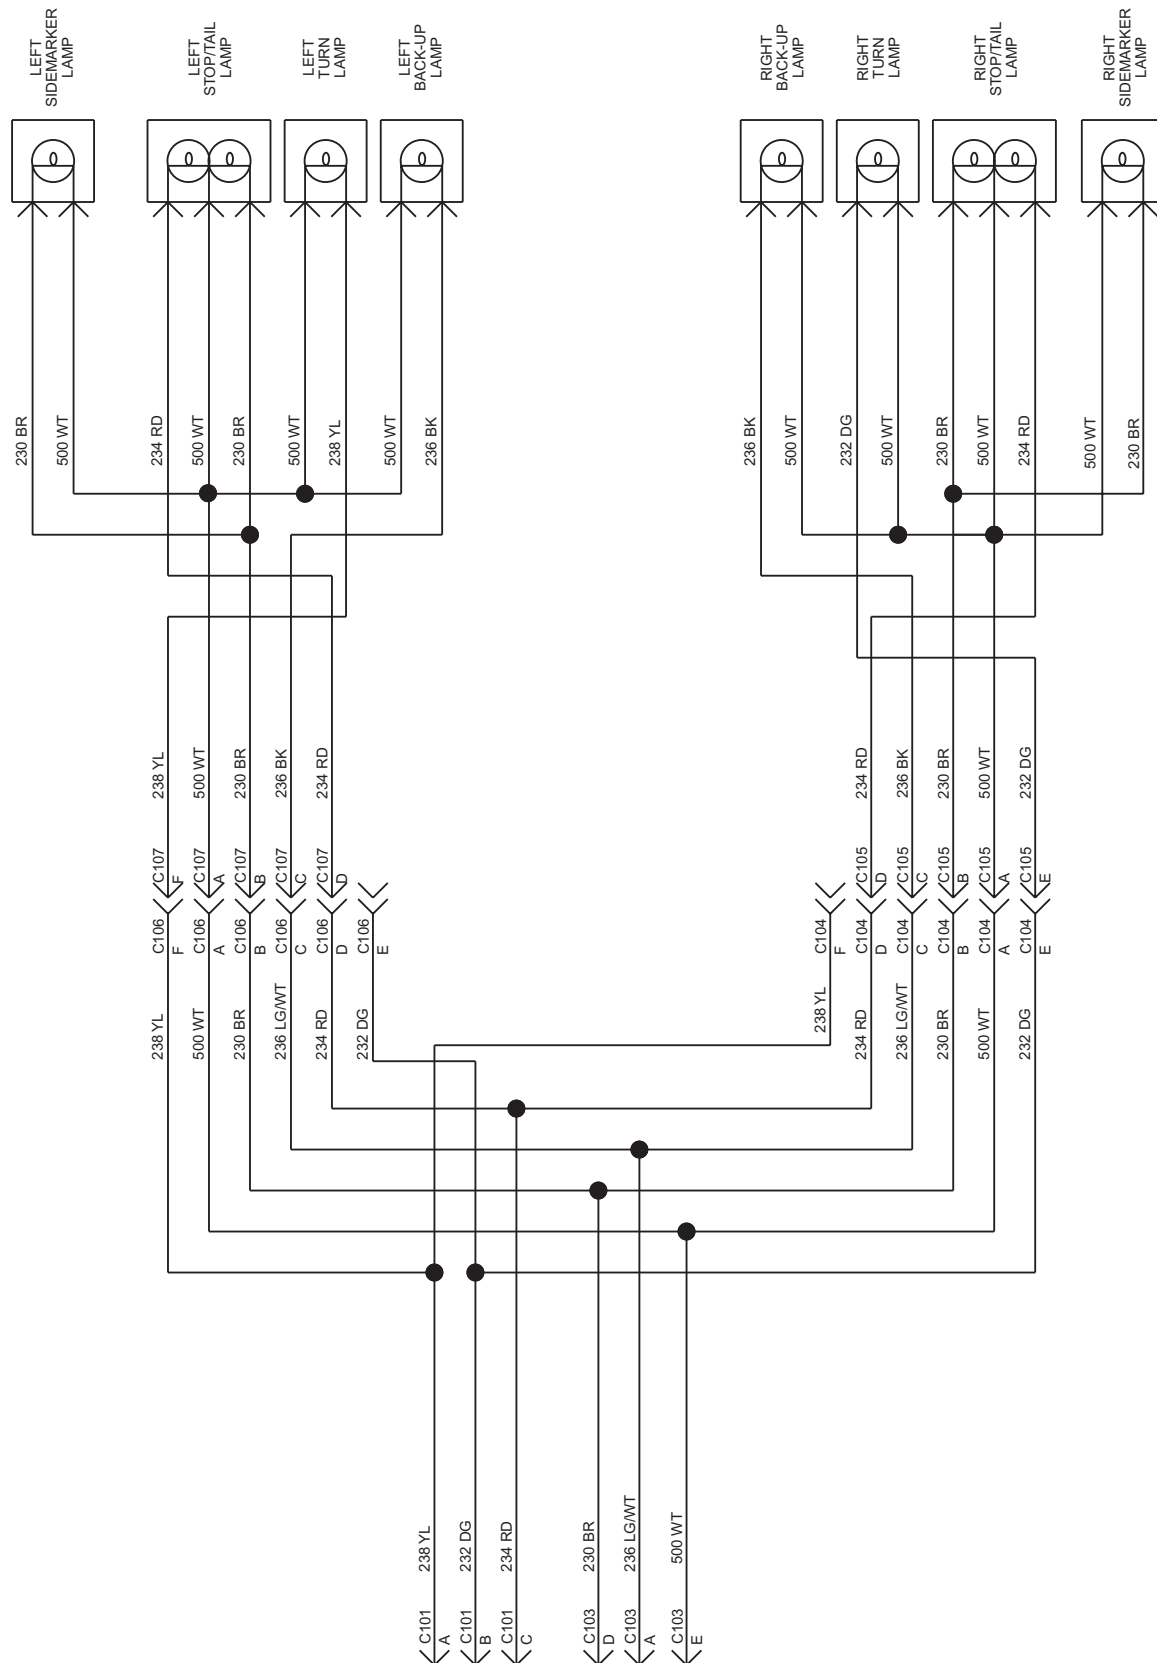 LEFT
SIDEMARKER
LAMP
LEFT
STOP/TAIL
LAMP
LEFT
TURN
LAMP
LEFT
BACK-UP
LAMP
RIGHT
BACK-UP
LAMP
RIGHT
TURN
LAMP
RIGHT
STOP/TAIL
LAMP
RIGHT
SIDEMARKER
LAMP
230 BR
500 WT
234 RD
500 WT
230 BR
500 WT
238 YL
500 WT
236 BK
236 BK
500 WT
232 DG
500 WT
230 BR
500 WT
234 RD
500 WT
230 BR
238 YL
500 WT
230 BR
236 BK
234 RD
234 RD
236 BK
230 BR
500 WT
232 DG
C107
F
C107
A
C107
B
C107
C
C107
D
C105
D
C105
C
C105
B
C105
A
C105
E
C106
F
C106
A
C106
B
C106
C
C106
D
C106
E
C104
F
C104
D
C104
C
C104
B
C104
A
C104
E
238 YL
500 WT
230 BR
236 LG/WT
234 RD
232 DG
238 YL
234 RD
236 LG/WT
230 BR
500 WT
232 DG
238 YL
232 DG
234 RD
230 BR
236 LG/WT
500 WT
C101
A
C101
B
C101
C
C103
D
C103
A
C103
E